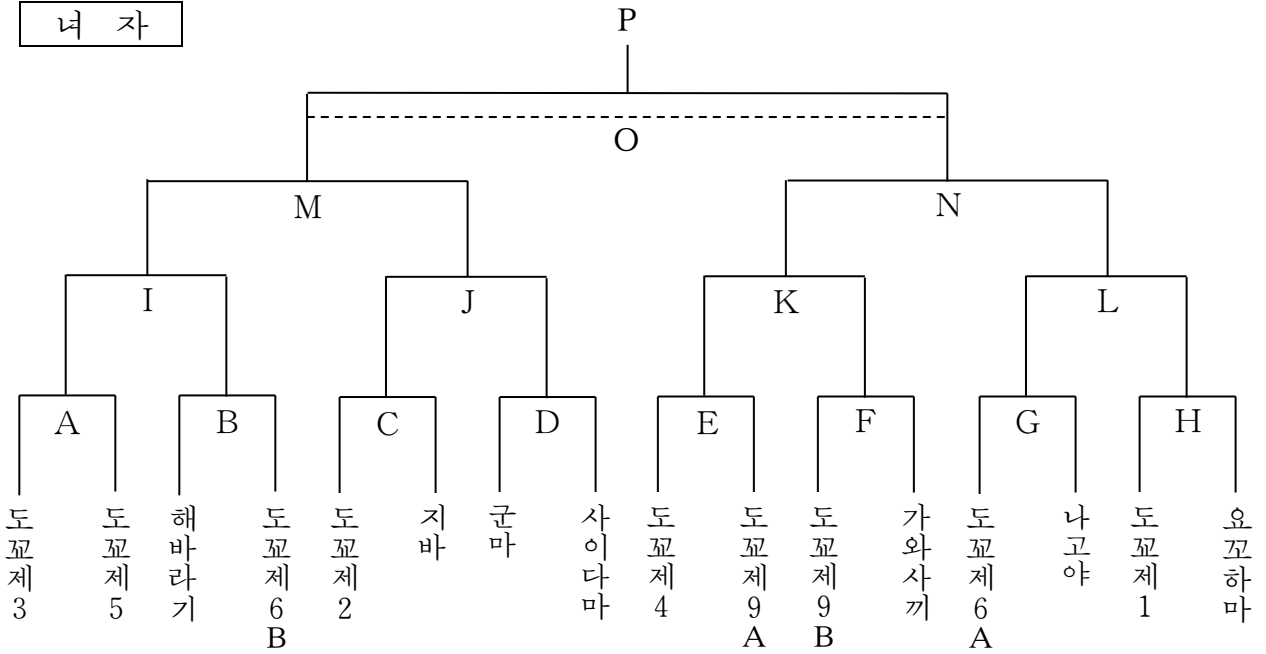 녀 자
P
O
M
N
I
J
K
L
A
B
C
D
E
F
G
H
도꾜제3
도꾜제5
해바라기
도꾜제6B
도꾜제2
지바
군마
사이다마
도꾜제4
도꾜제9A
도꾜제9B
가와사끼
도꾜제6A
나고야
도꾜제1
요꼬하마